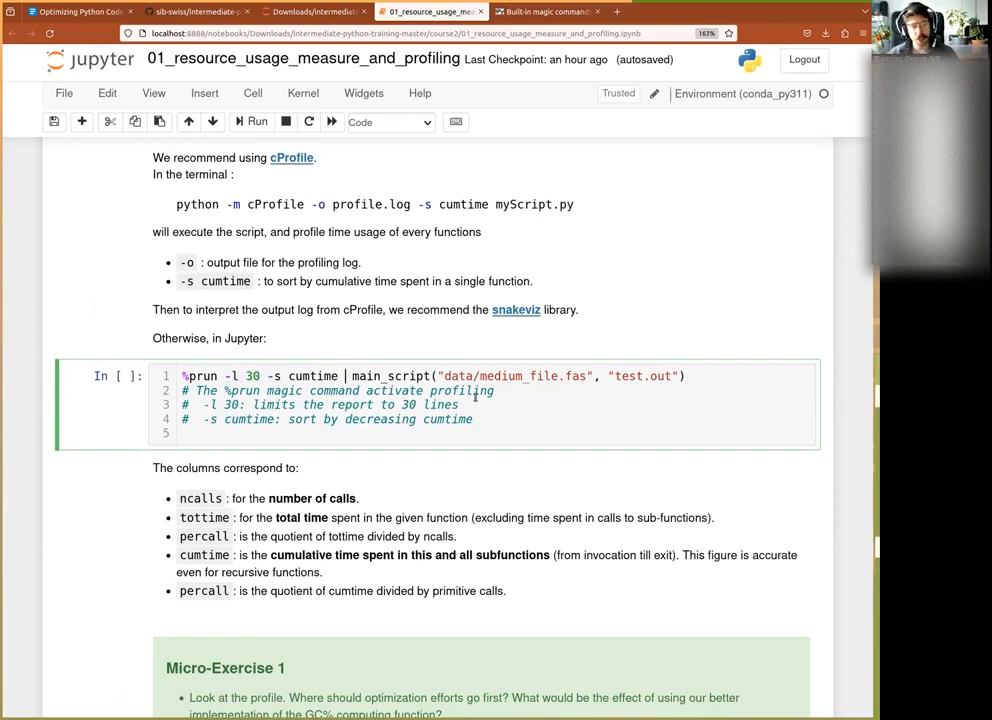 Optimizing Python Code
sib-swiss/intermediate-p
Downloads/intermediate
01_resource_usage_mea
Built-in magic command
localhost:8888/notebooks/Downloads/intermediate-python-training-master/course2/01_resource_usage_measure_and_profiling.ipynb
163%
jupyter 01_resource_usage_measure_and_profiling Last Checkpoint: an hour ago (autosaved)
Logout
File Edit View Insert Cell Kernel Widgets Help
Trusted
Environment (conda_py311)
Run
Code
We recommend using cProfile.
In the terminal :
python -m cProfile -o profile.log -s cumtime myScript.py
will execute the script, and profile time usage of every functions
-o : output file for the profiling log.
-s cumtime : to sort by cumulative time spent in a single function.
Then to interpret the output log from cProfile, we recommend the snakeviz library.
Otherwise, in Jupyter:
In [ ]:
1 %prun -l 30 -s cumtime main_script("data/medium_file.fas", "test.out")
2 # The %prun magic command activate profiling
3 #  -l 30: limits the report to 30 lines
4 #  -s cumtime: sort by decreasing cumtime
5
The columns correspond to:
ncalls : for the number of calls.
tottime : for the total time spent in the given function (excluding time spent in calls to sub-functions).
percall : is the quotient of tottime divided by ncalls.
cumtime : is the cumulative time spent in this and all subfunctions (from invocation till exit). This figure is accurate
even for recursive functions.
percall : is the quotient of cumtime divided by primitive calls.
Micro-Exercise 1
Look at the profile. Where should optimization efforts go first? What would be the effect of using our better
implementation of the GC% computing function?